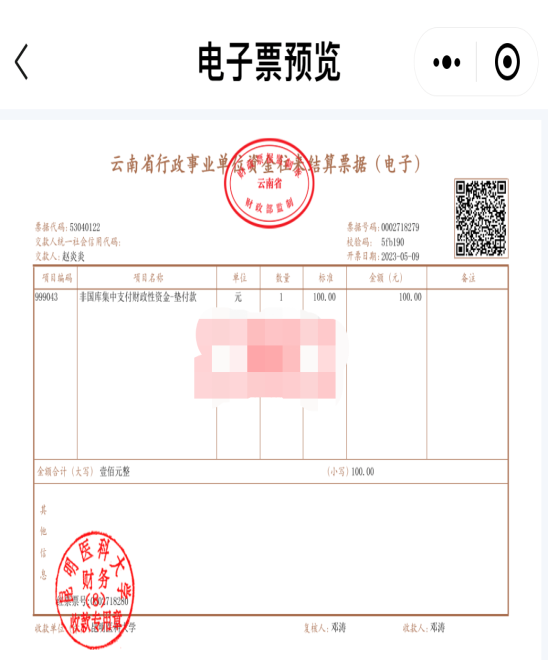 电子票预览
云南省行政事业单位资金往来结算票据（电子）
云南省
财政部监制
票据代码: 53040122
票据号码: 0002718279
交款人统一社会信用代码:
校验码: 5fb190
交款人: 赵炎炎
开票日期: 2023-05-09
项目编码 项目名称 单位 数量 标准 金额（元） 备注
999043 非国库集中支付财政性资金-垫付款 元 1 100.00 100.00
金额合计（大写）壹佰元整 （小写）100.00
其他信息
昆明医科大学
财务
(8)
收款专用章
票号:0002718280
收款单位 复核人: 邓涛 收款人: 邓涛